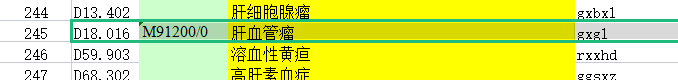 244 D13.402 肝细胞腺瘤 gxbxl
245 D18.016 M91200/0 肝血管瘤 gxgl
246 D59.903 溶血性黄疸 rxxhd
247 D68.302 高肝素血症 ggsxz